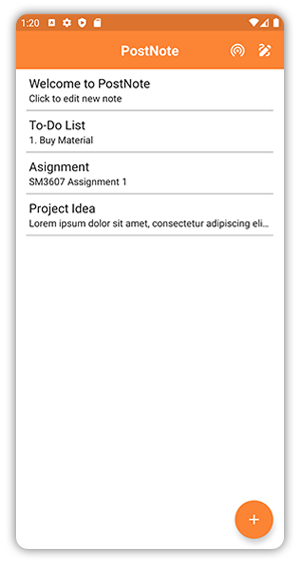 1:20
PostNote
Welcome to PostNote
Click to edit new note
To-Do List
1. Buy Material
Asignment
SM3607 Assignment 1
Project Idea
Lorem ipsum dolor sit amet, consectetur adipiscing eli...